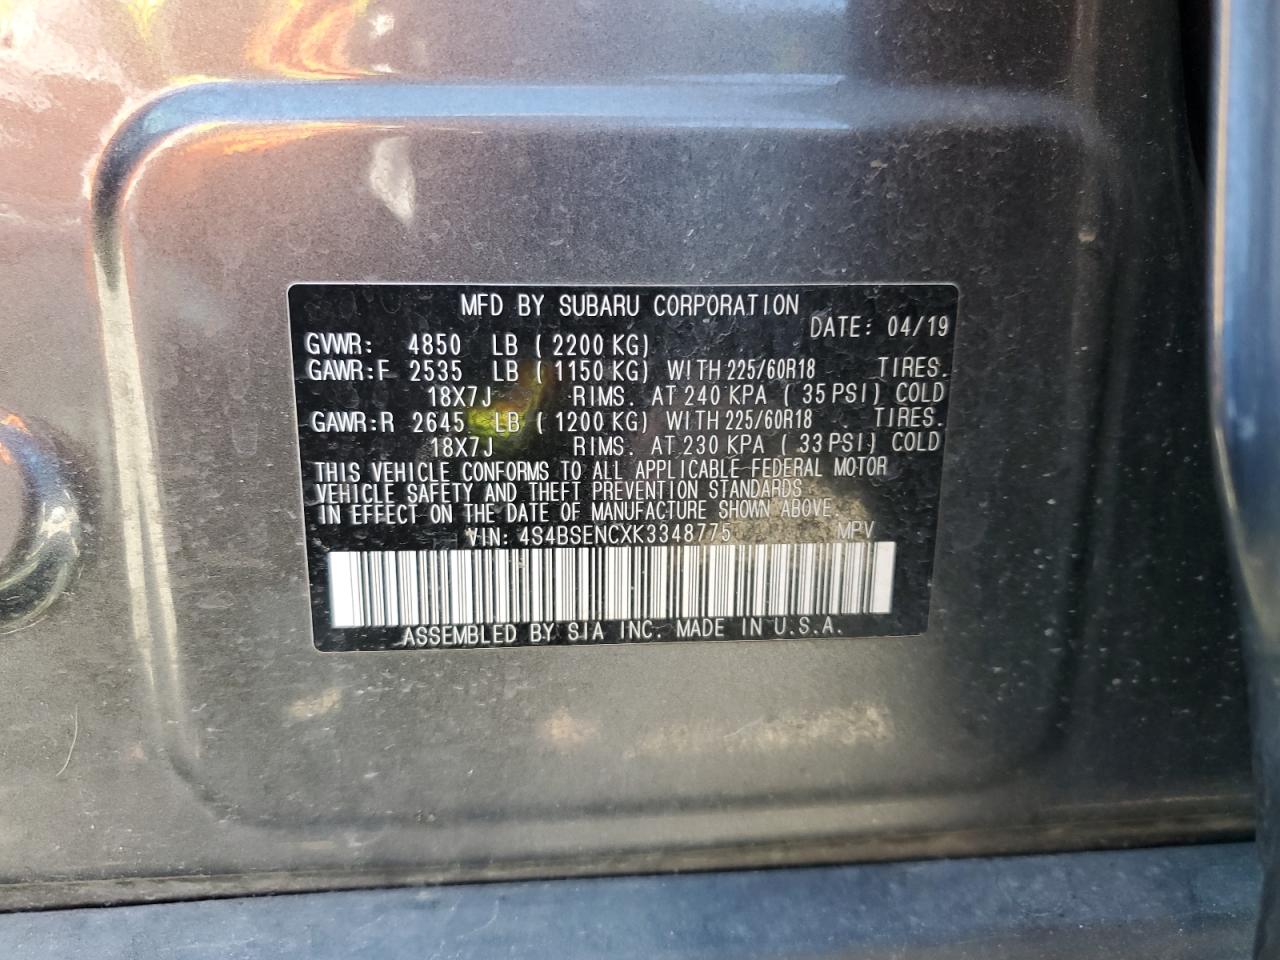 MFD BY SUBARU CORPORATION
DATE: 04/19
GVWR: 4850 LB ( 2200 KG)
GAWR:F 2535 LB ( 1150 KG) WITH 225/60R18 TIRES.
18X7J RIMS. AT 240 KPA ( 35 PSI) COLD
GAWR:R 2645 LB ( 1200 KG) WITH 225/60R18 TIRES.
18X7J RIMS. AT 230 KPA ( 33 PSI) COLD
THIS VEHICLE CONFORMS TO ALL APPLICABLE FEDERAL MOTOR
VEHICLE SAFETY AND THEFT PREVENTION STANDARDS
IN EFFECT ON THE DATE OF MANUFACTURE SHOWN ABOVE.
VIN: 4S4BSENCXK3348775 MPV
ASSEMBLED BY SIA INC. MADE IN U.S.A.